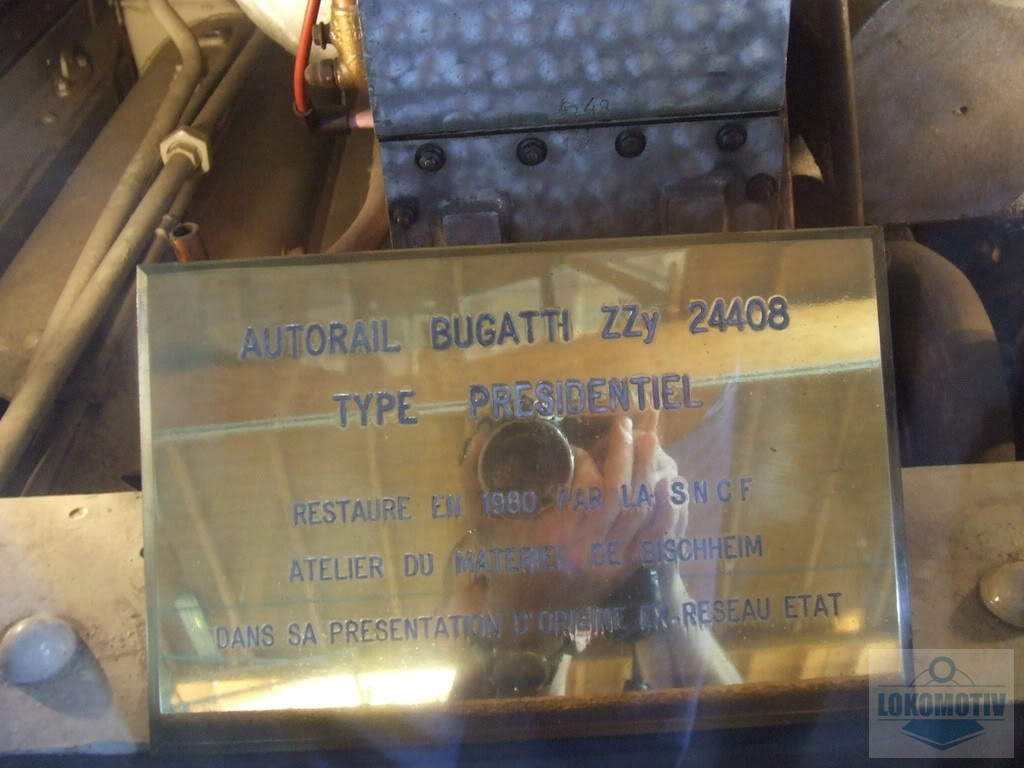 AUTORAIL BUGATTI ZZy 24408
TYPE PRESIDENTIEL
RESTAURE EN 1980 PAR LA SNCF
ATELIER DU MATERIEL DE BISCHHEIM
DANS SA PRESENTATION D'ORIGINE EX-RESEAU ETAT
LOKOMOTIV